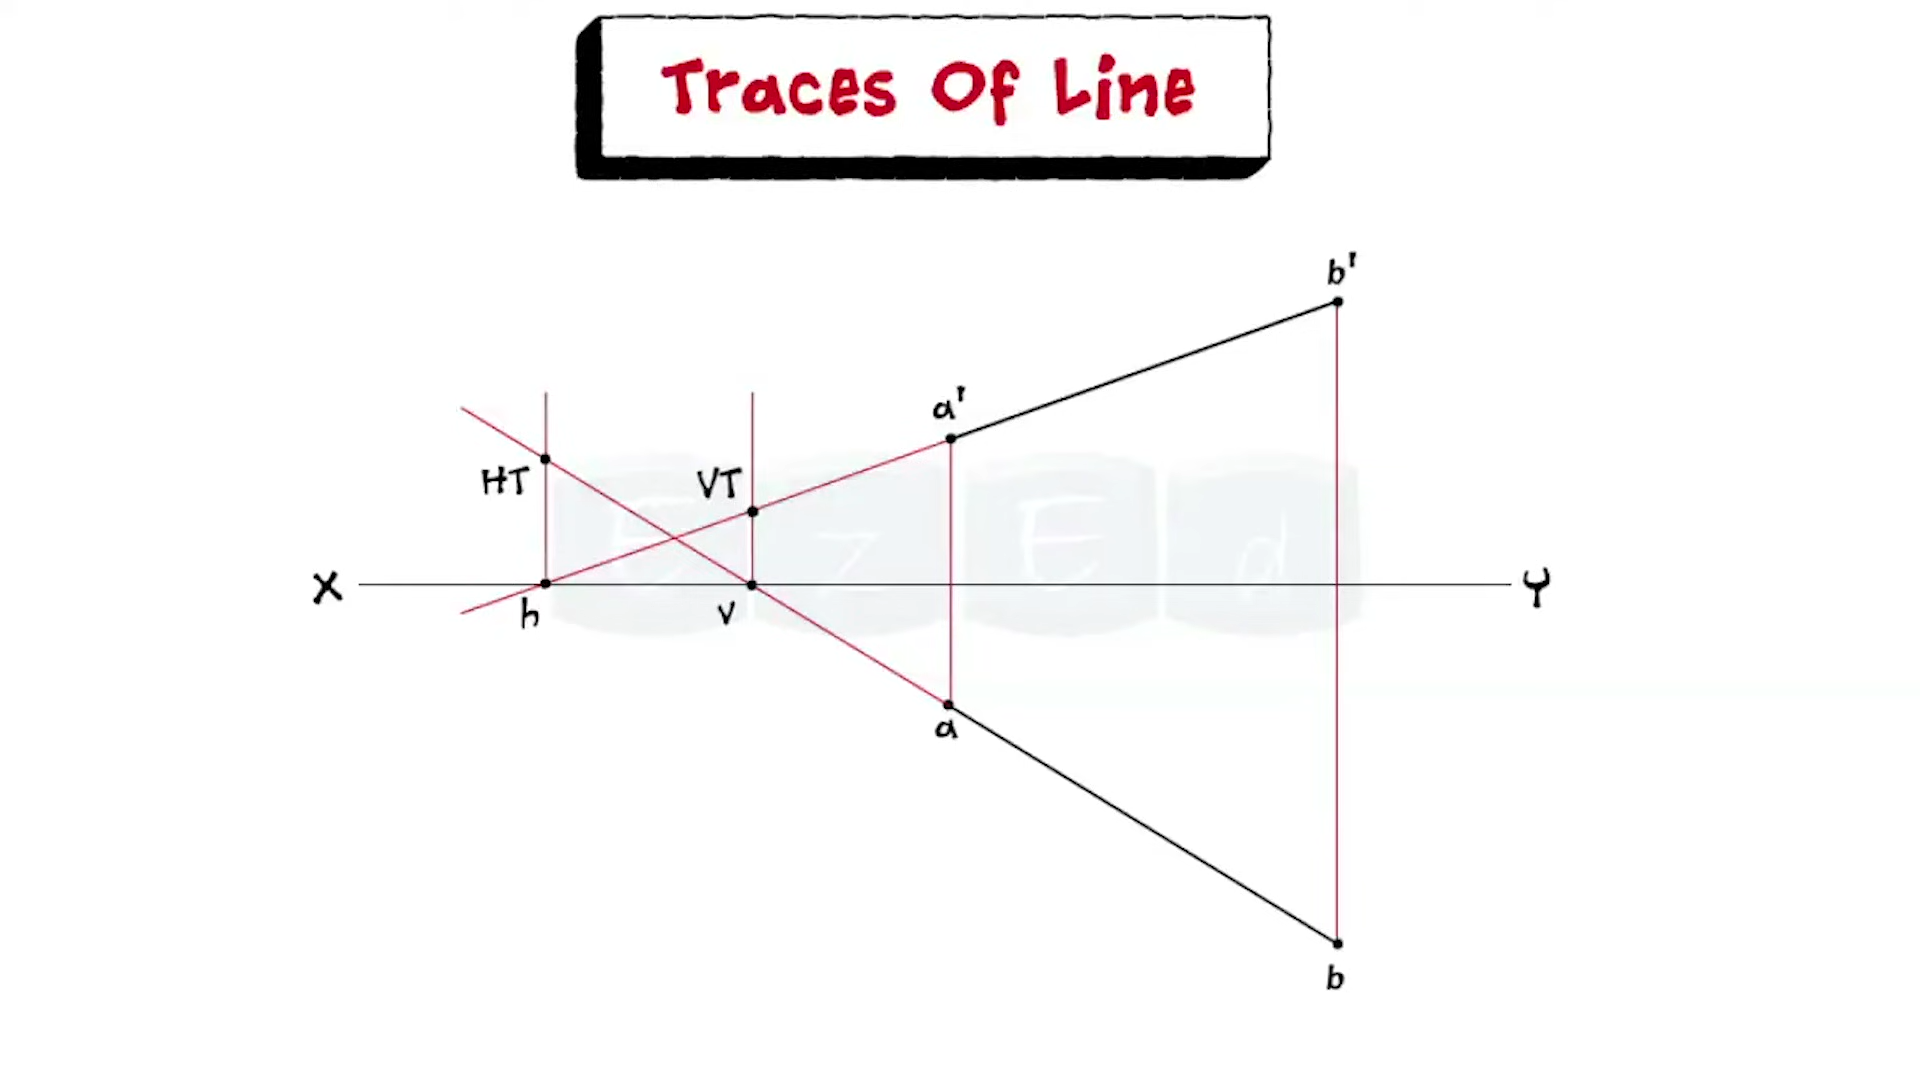 Traces Of Line
b'
a'
HT
VT
E z E d
X
Y
h
v
a
b